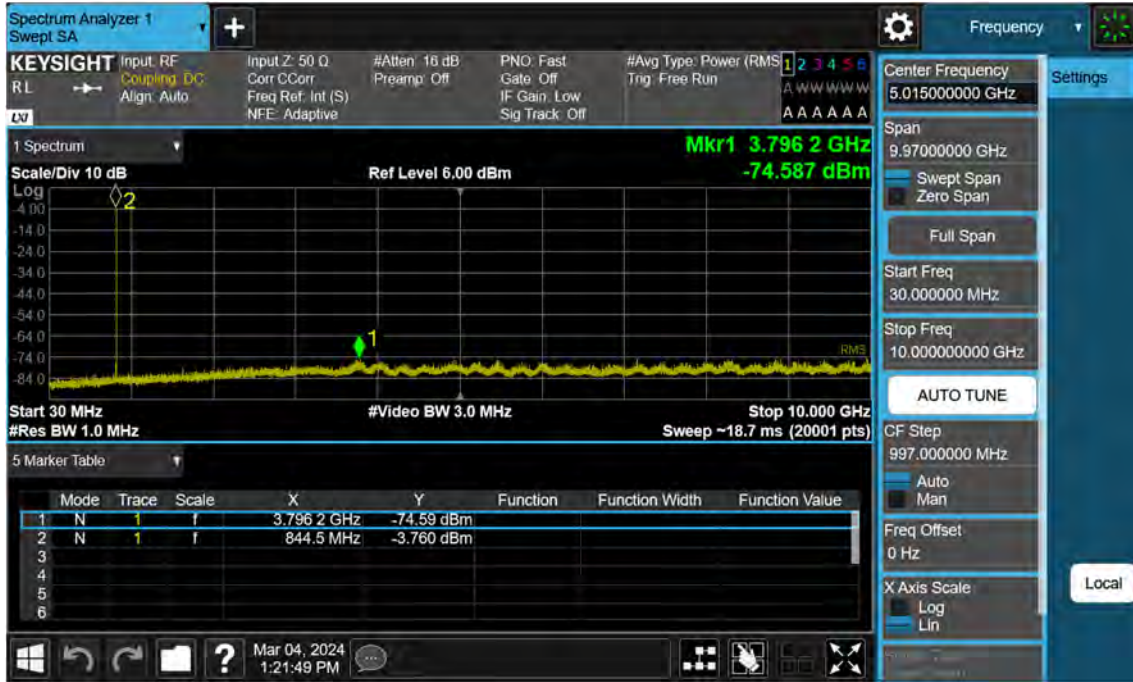 Spectrum Analyzer 1
Swept SA
Frequency
KEYSIGHT
RL
LXI
Input: RF
Coupling: DC
Align: Auto
Input Z: 50 Ω
Corr CCorr
Freq Ref: Int (S)
NFE: Adaptive
#Atten: 16 dB
Preamp: Off
PNO: Fast
Gate: Off
IF Gain: Low
Sig Track: Off
#Avg Type: Power (RMS
Trig: Free Run
1 2 3 4 5 6
A W W W W W
A A A A A A
1 Spectrum
Mkr1 3.796 2 GHz
Scale/Div 10 dB
Ref Level 6.00 dBm
-74.587 dBm
Log
-4.00
-14.0
-24.0
-34.0
-44.0
-54.0
-64.0
-74.0
-84.0
2
1
RMS
Start 30 MHz
#Video BW 3.0 MHz
Stop 10.000 GHz
#Res BW 1.0 MHz
Sweep ~18.7 ms (20001 pts)
5 Marker Table
Mode Trace Scale X Y Function Function Width Function Value
1 N 1 f 3.796 2 GHz -74.59 dBm
2 N 1 f 844.5 MHz -3.760 dBm
3
4
5
6
Mar 04, 2024
1:21:49 PM
?
Center Frequency
5.015000000 GHz
Settings
Span
9.97000000 GHz
Swept Span
Zero Span
Full Span
Start Freq
30.000000 MHz
Stop Freq
10.000000000 GHz
AUTO TUNE
CF Step
997.000000 MHz
Auto
Man
Freq Offset
0 Hz
X Axis Scale
Log
Lin
Local